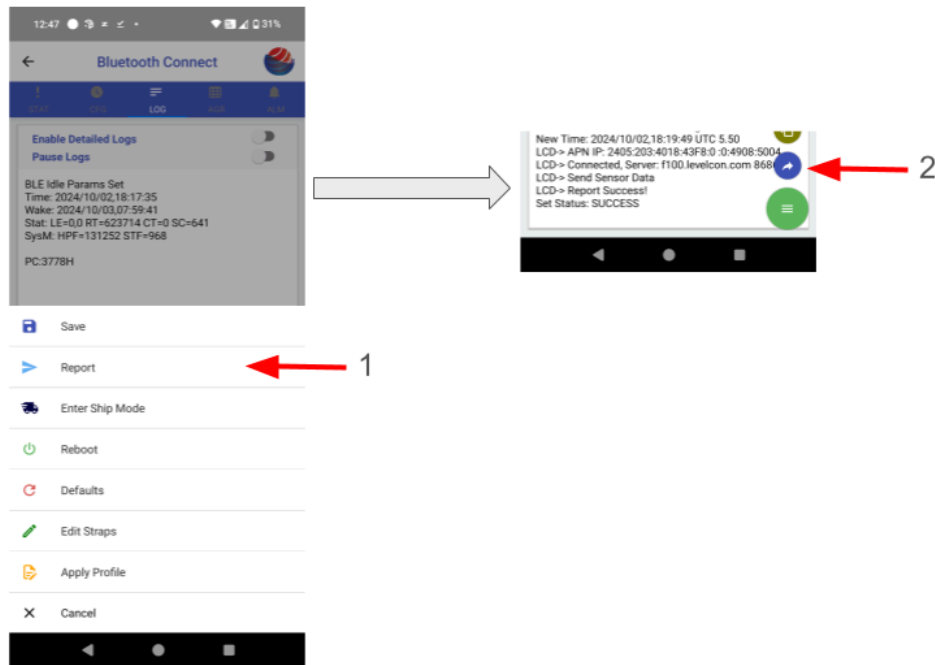 12:47
31%
Bluetooth Connect
STAT
CFG
LOG
AGR
ALM
Enable Detailed Logs
Pause Logs
BLE Idle Params Set
Time: 2024/10/02,18:17:35
Wake: 2024/10/03,07:59:41
Stat: LE=0,0 RT=623714 CT=0 SC=641
SysM: HPF=131252 STF=968
PC:3778H
Save
Report
1
Enter Ship Mode
Reboot
Defaults
Edit Straps
Apply Profile
Cancel
New Time: 2024/10/02,18:19:49 UTC 5.50
LCD-> APN IP: 2405:203:4018:43F8:0 :0:4908:5004
LCD-> Connected, Server: f100.levelcon.com
LCD-> Send Sensor Data
LCD-> Report Success!
Set Status: SUCCESS
2